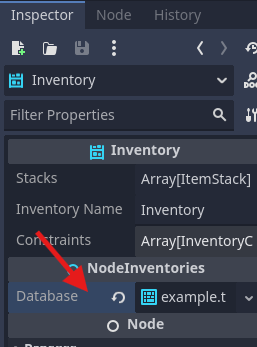 Inspector Node History
Inventory
Filter Properties
Inventory
Stacks Array[ItemStack]
Inventory Name Inventory
Constraints Array[InventoryC
NodeInventories
Database example.t
Node